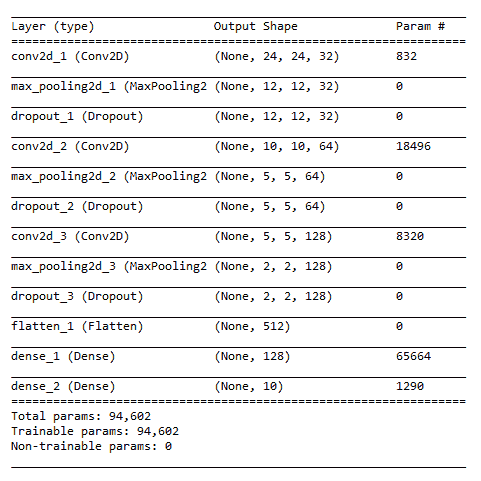 Layer (type) Output Shape Param #
=================================================================
conv2d_1 (Conv2D) (None, 24, 24, 32) 832
max_pooling2d_1 (MaxPooling2 (None, 12, 12, 32) 0
dropout_1 (Dropout) (None, 12, 12, 32) 0
conv2d_2 (Conv2D) (None, 10, 10, 64) 18496
max_pooling2d_2 (MaxPooling2 (None, 5, 5, 64) 0
dropout_2 (Dropout) (None, 5, 5, 64) 0
conv2d_3 (Conv2D) (None, 5, 5, 128) 8320
max_pooling2d_3 (MaxPooling2 (None, 2, 2, 128) 0
dropout_3 (Dropout) (None, 2, 2, 128) 0
flatten_1 (Flatten) (None, 512) 0
dense_1 (Dense) (None, 128) 65664
dense_2 (Dense) (None, 10) 1290
=================================================================
Total params: 94,602
Trainable params: 94,602
Non-trainable params: 0